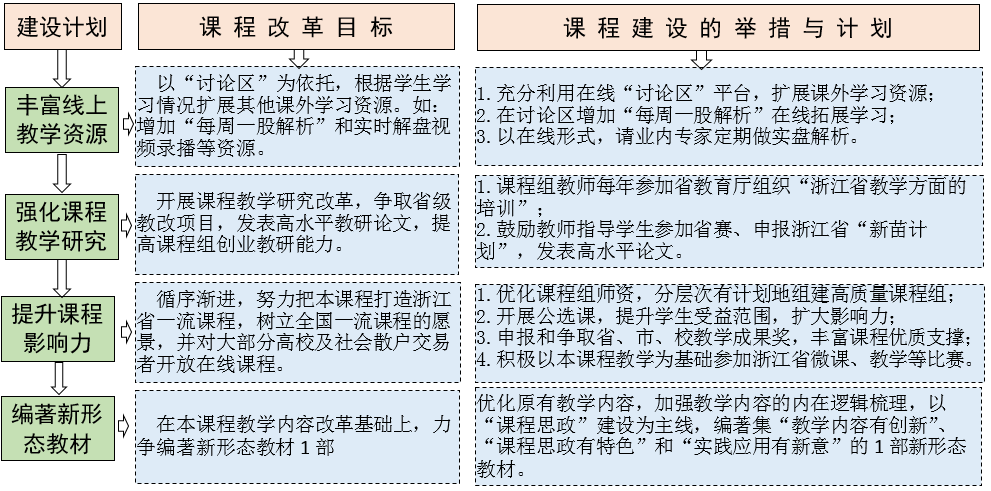 建设计划
课程改革目标
课程建设的举措与计划
丰富线上
教学资源
以“讨论区”为依托，根据学生学
习情况扩展其他课外学习资源。如：
增加“每周一股解析”和实时解盘视
频录播等资源。
1.充分利用在线“讨论区”平台，扩展课外学习资源；
2.在讨论区增加“每周一股解析”在线拓展学习；
3.以在线形式，请业内专家定期做实盘解析。
强化课程
教学研究
开展课程教学研究改革，争取省级
教改项目，发表高水平教研论文，提
高课程组创业教研能力。
1.课程组教师每年参加省教育厅组织“浙江省教学方面的
培训”；
2.鼓励教师指导学生参加省赛、申报浙江省“新苗计
划”，发表高水平论文。
提升课程
影响力
循序渐进，努力把本课程打造浙江
省一流课程，树立全国一流课程的愿
景，并对大部分高校及社会散户交易
者开放在线课程。
1.优化课程组师资，分层次有计划地组建高质量课程组；
2.开展公选课，提升学生受益范围，扩大影响力；
3.申报和争取省、市、校教学成果奖，丰富课程优质支撑；
4.积极以本课程教学为基础参加浙江省微课、教学等比赛。
编著新形
态教材
在本课程教学内容改革基础上，力
争编著新形态教材1部
优化原有教学内容，加强教学内容的内在逻辑梳理，以
“课程思政”建设为主线，编著集“教学内容有创新”、
“课程思政有特色”和“实践应用有新意”的1部新形态
教材。